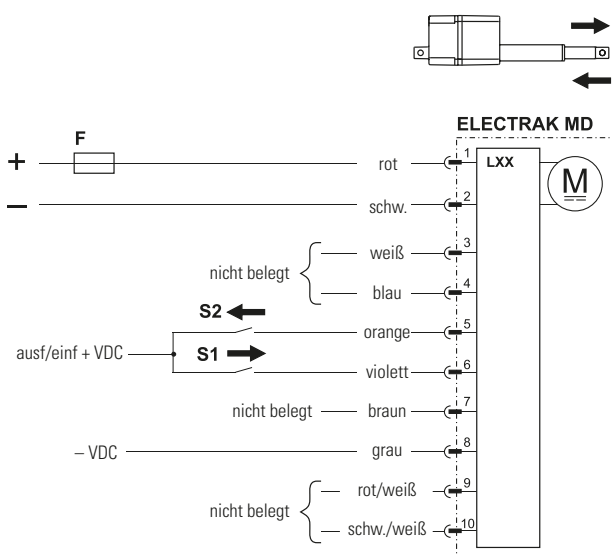 ELECTRAK MD
F
+ rot 1 LXX
M
– schw. 2
weiß 3
nicht belegt
blau 4
S2
orange 5
ausf/einf + VDC
S1
violett 6
nicht belegt braun 7
– VDC grau 8
rot/weiß 9
nicht belegt
schw./weiß 10